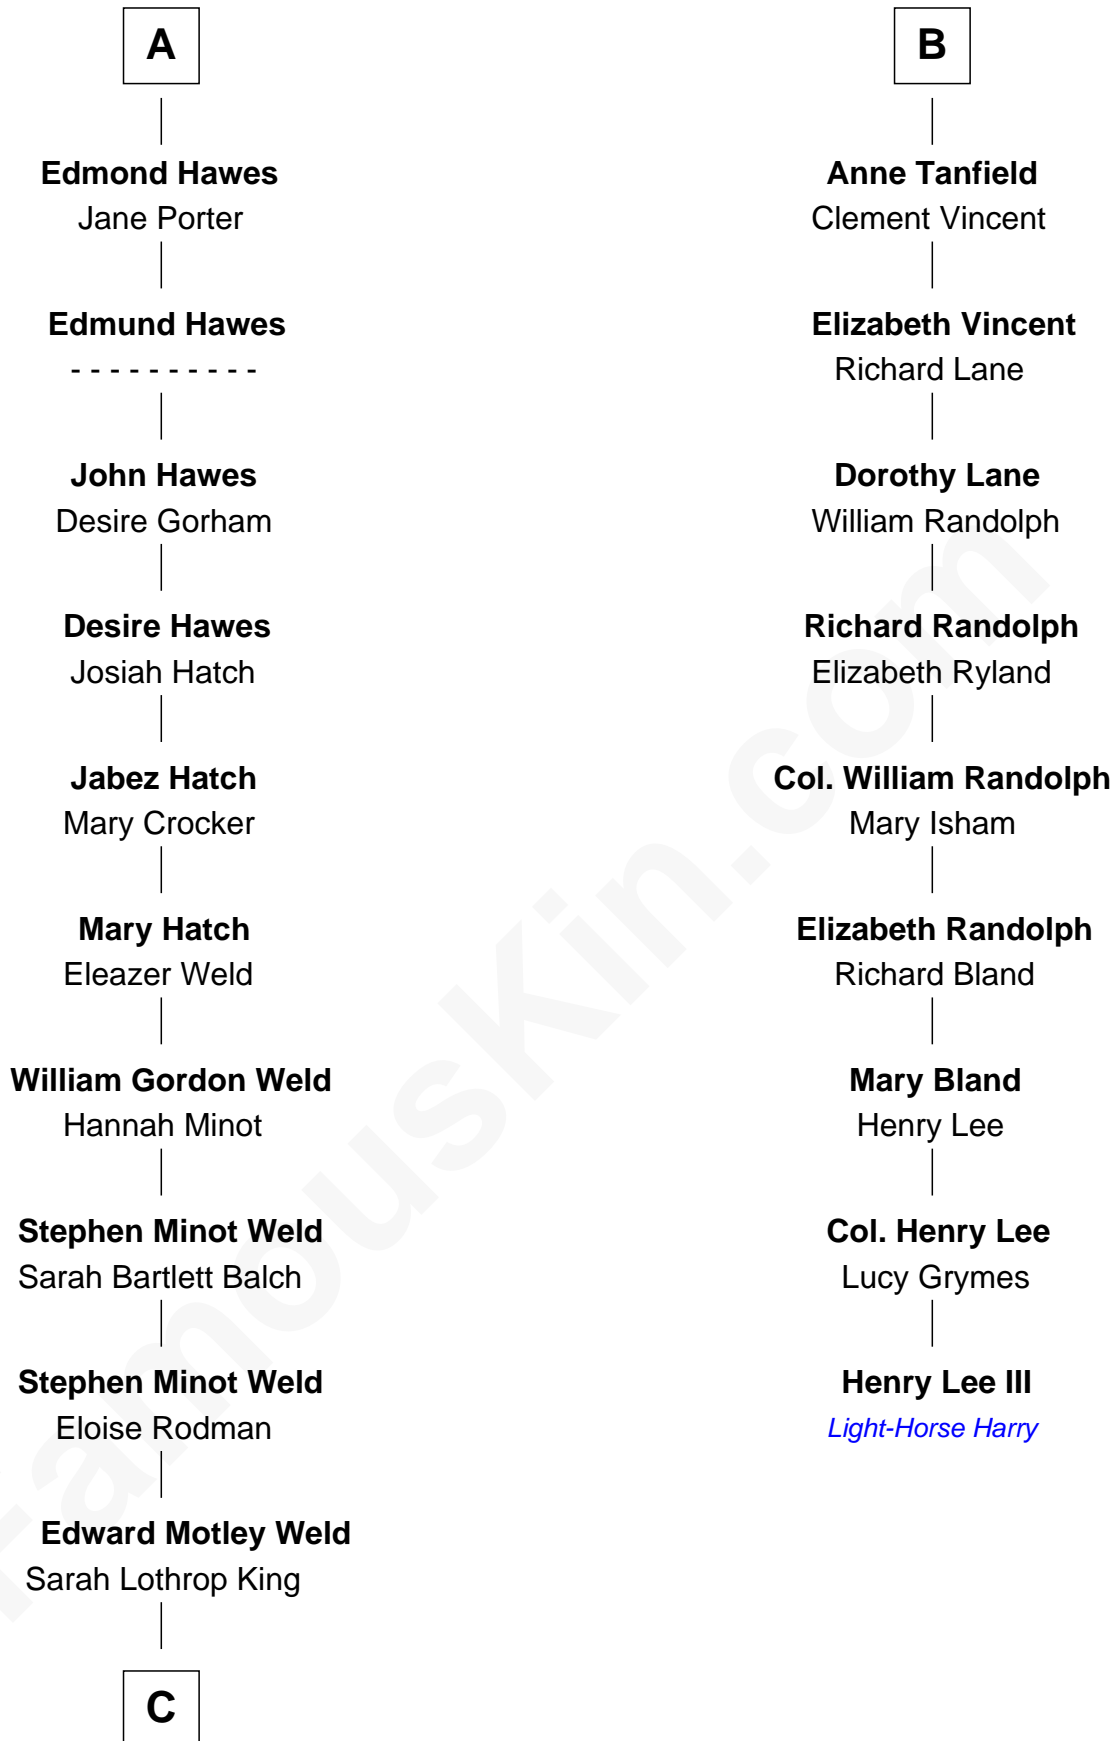 A
Edmond Hawes
Jane Porter
Edmund Hawes
- - - - - - - - - -
John Hawes
Desire Gorham
Desire Hawes
Josiah Hatch
Jabez Hatch
Mary Crocker
Mary Hatch
Eleazer Weld
William Gordon Weld
Hannah Minot
Stephen Minot Weld
Sarah Bartlett Balch
Stephen Minot Weld
Eloise Rodman
Edward Motley Weld
Sarah Lothrop King
C
B
Anne Tanfield
Clement Vincent
Elizabeth Vincent
Richard Lane
Dorothy Lane
William Randolph
Richard Randolph
Elizabeth Ryland
Col. William Randolph
Mary Isham
Elizabeth Randolph
Richard Bland
Mary Bland
Henry Lee
Col. Henry Lee
Lucy Grymes
Henry Lee III
Light-Horse Harry
FamousKin.com